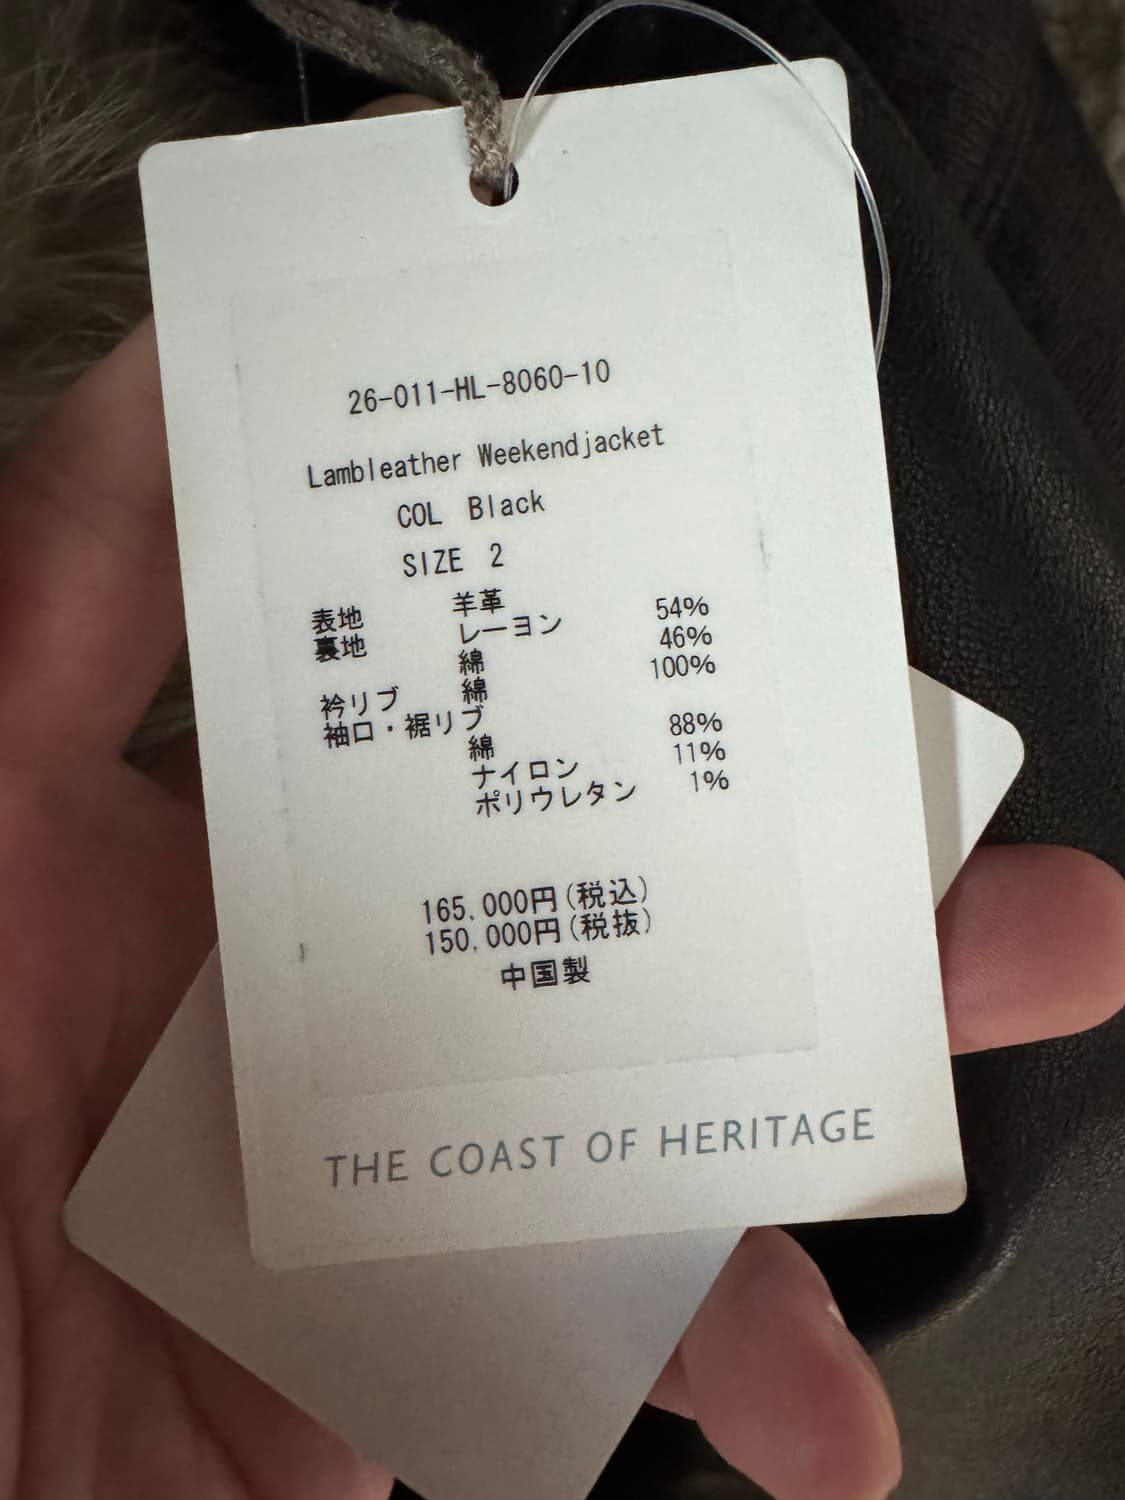 26-011-HL-8060-10
Lambleather Weekendjacket
COL Black
SIZE 2
表地 羊革
裏地 レーヨン 54%
綿 46%
衿リブ 綿 100%
袖口・裾リブ
綿 88%
ナイロン 11%
ポリウレタン 1%
165,000円(税込)
150,000円(税抜)
中国製
THE COAST OF HERITAGE